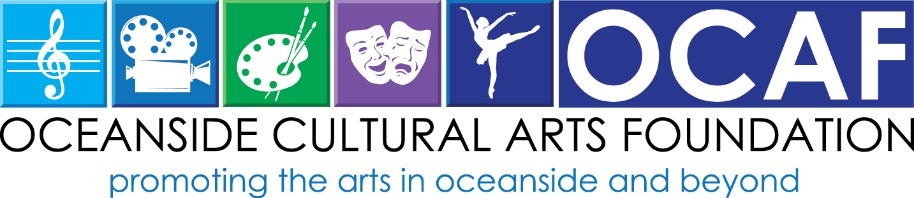 OCAF
OCEANSIDE CULTURAL ARTS FOUNDATION
promoting the arts in oceanside and beyond